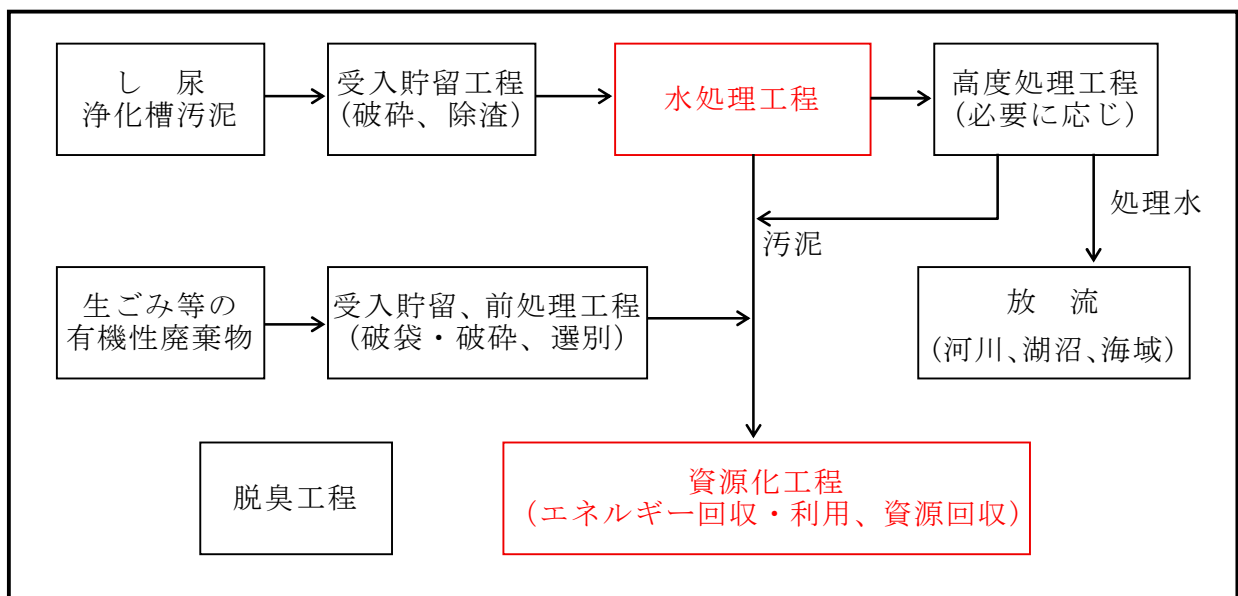 し　尿
浄化槽汚泥
受入貯留工程
(破砕、除渣)
水処理工程
高度処理工程
(必要に応じ)
処理水
汚泥
生ごみ等の
有機性廃棄物
受入貯留、前処理工程
(破袋・破砕、選別)
放　流
(河川、湖沼、海域)
脱臭工程
資源化工程
(エネルギー回収・利用、資源回収)